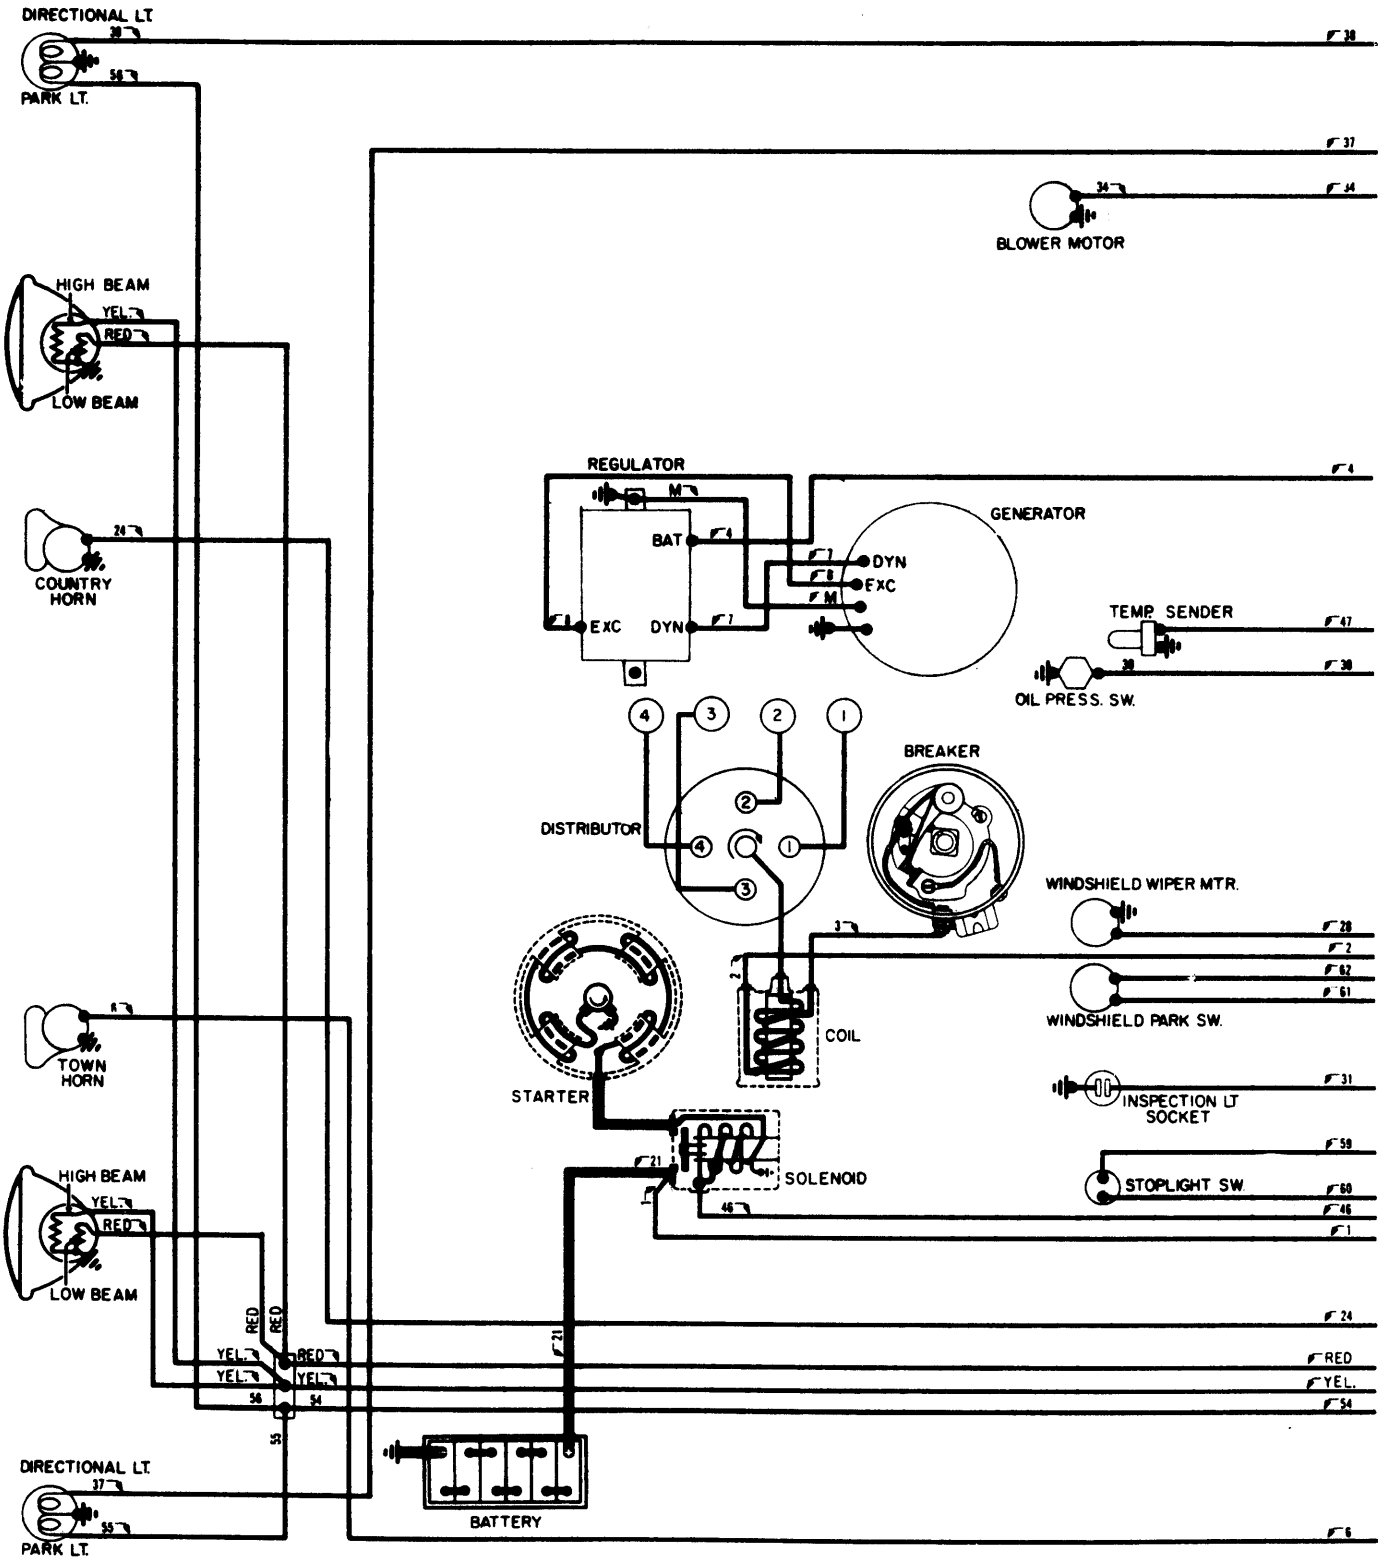 DIRECTIONAL LT.
38
38
56
PARK LT.
37
34
34
BLOWER MOTOR
HIGH BEAM
YEL.
RED
LOW BEAM
REGULATOR
4
M
GENERATOR
24
BAT
4
7
DYN
8
EXC
COUNTRY
HORN
M
8
EXC
DYN
7
TEMP. SENDER
47
30
30
OIL PRESS. SW.
4
3
2
1
BREAKER
2
DISTRIBUTOR
4
1
3
WINDSHIELD WIPER MTR.
3
28
2
2
62
61
6
WINDSHIELD PARK SW.
COIL
TOWN
HORN
STARTER
31
INSPECTION LT.
SOCKET
59
21
SOLENOID
HIGH BEAM
STOPLIGHT SW.
60
YEL.
1
46
46
RED
1
LOW BEAM
RED
RED
21
24
YEL.
RED
RED
YEL.
YEL.
YEL.
56
54
54
55
DIRECTIONAL LT.
37
BATTERY
55
6
PARK LT.